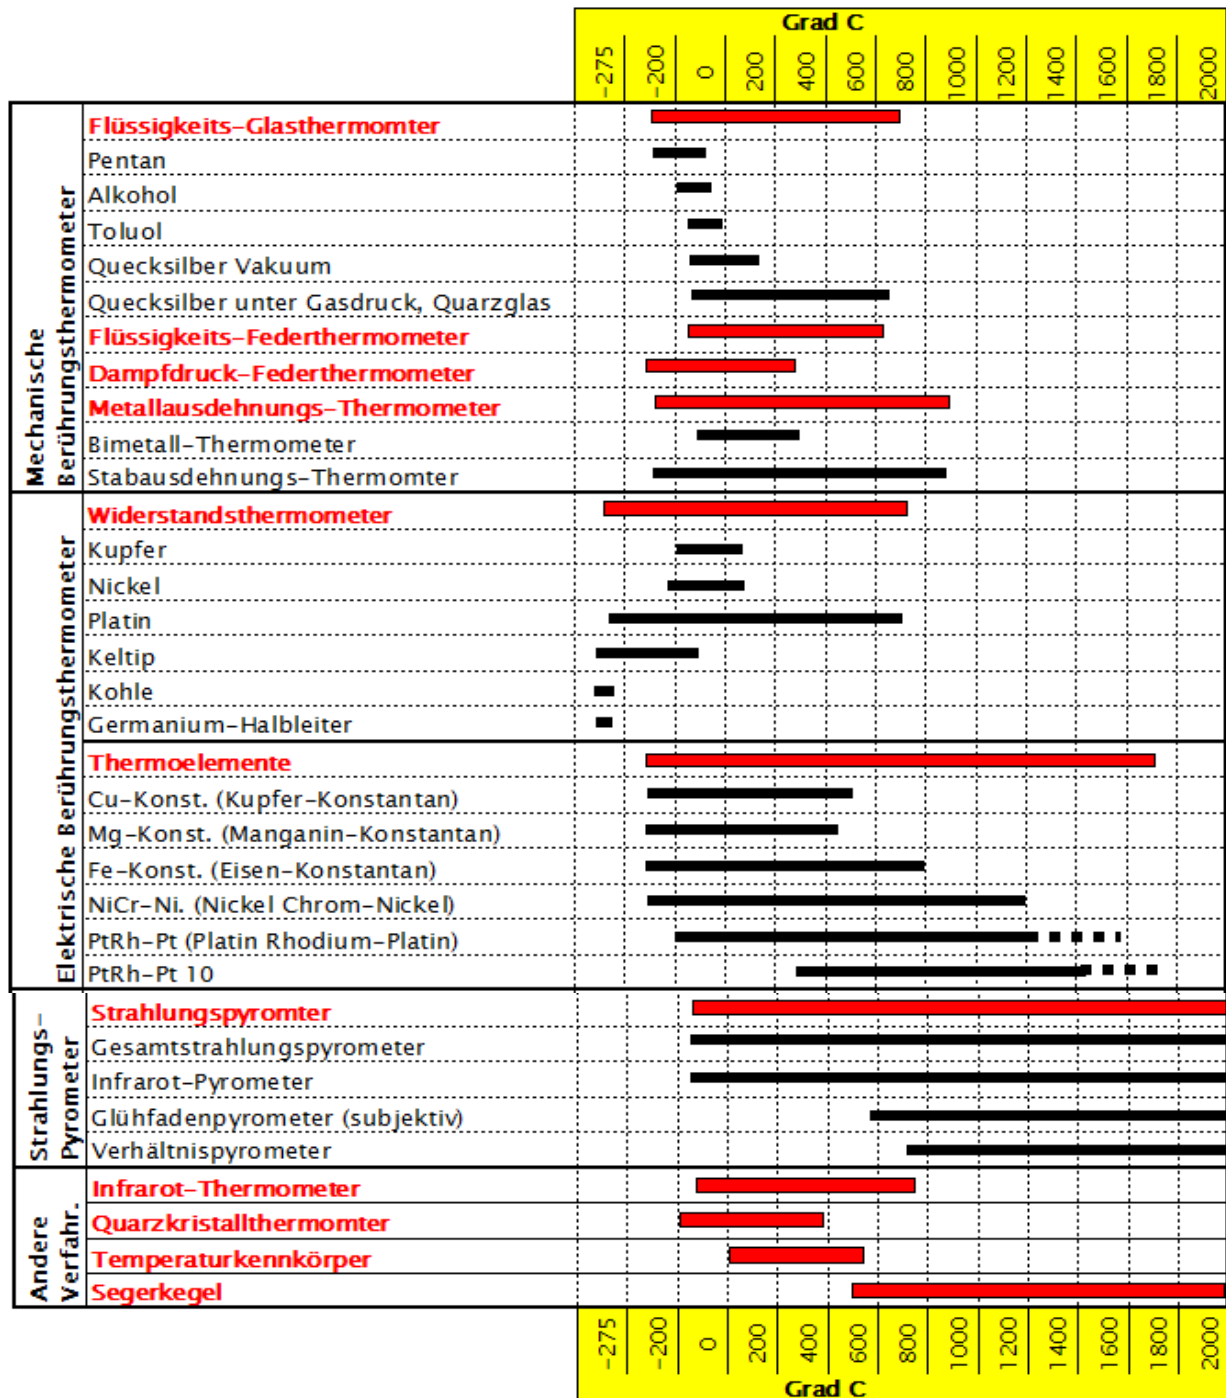 Grad C
-275
-200
0
200
400
600
800
1000
1200
1400
1600
1800
2000
Mechanische
Berührungsthermometer
Flüssigkeits-Glasthermomter
Pentan
Alkohol
Toluol
Quecksilber Vakuum
Quecksilber unter Gasdruck, Quarzglas
Flüssigkeits-Federthermometer
Dampfdruck-Federthermometer
Metallausdehnungs-Thermometer
Bimetall-Thermometer
Stabausdehnungs-Thermomter
Elektrische Berührungsthermometer
Widerstandsthermometer
Kupfer
Nickel
Platin
Keltip
Kohle
Germanium-Halbleiter
Thermoelemente
Cu-Konst. (Kupfer-Konstantan)
Mg-Konst. (Manganin-Konstantan)
Fe-Konst. (Eisen-Konstantan)
NiCr-Ni. (Nickel Chrom-Nickel)
PtRh-Pt (Platin Rhodium-Platin)
PtRh-Pt 10
Strahlungs-
Pyrometer
Strahlungspyromter
Gesamtstrahlungspyrometer
Infrarot-Pyrometer
Glühfadenpyrometer (subjektiv)
Verhältnispyrometer
Andere
Verfahr.
Infrarot-Thermometer
Quarzkristallthermomter
Temperaturkennkörper
Segerkegel
-275
-200
0
200
400
600
800
1000
1200
1400
1600
1800
2000
Grad C